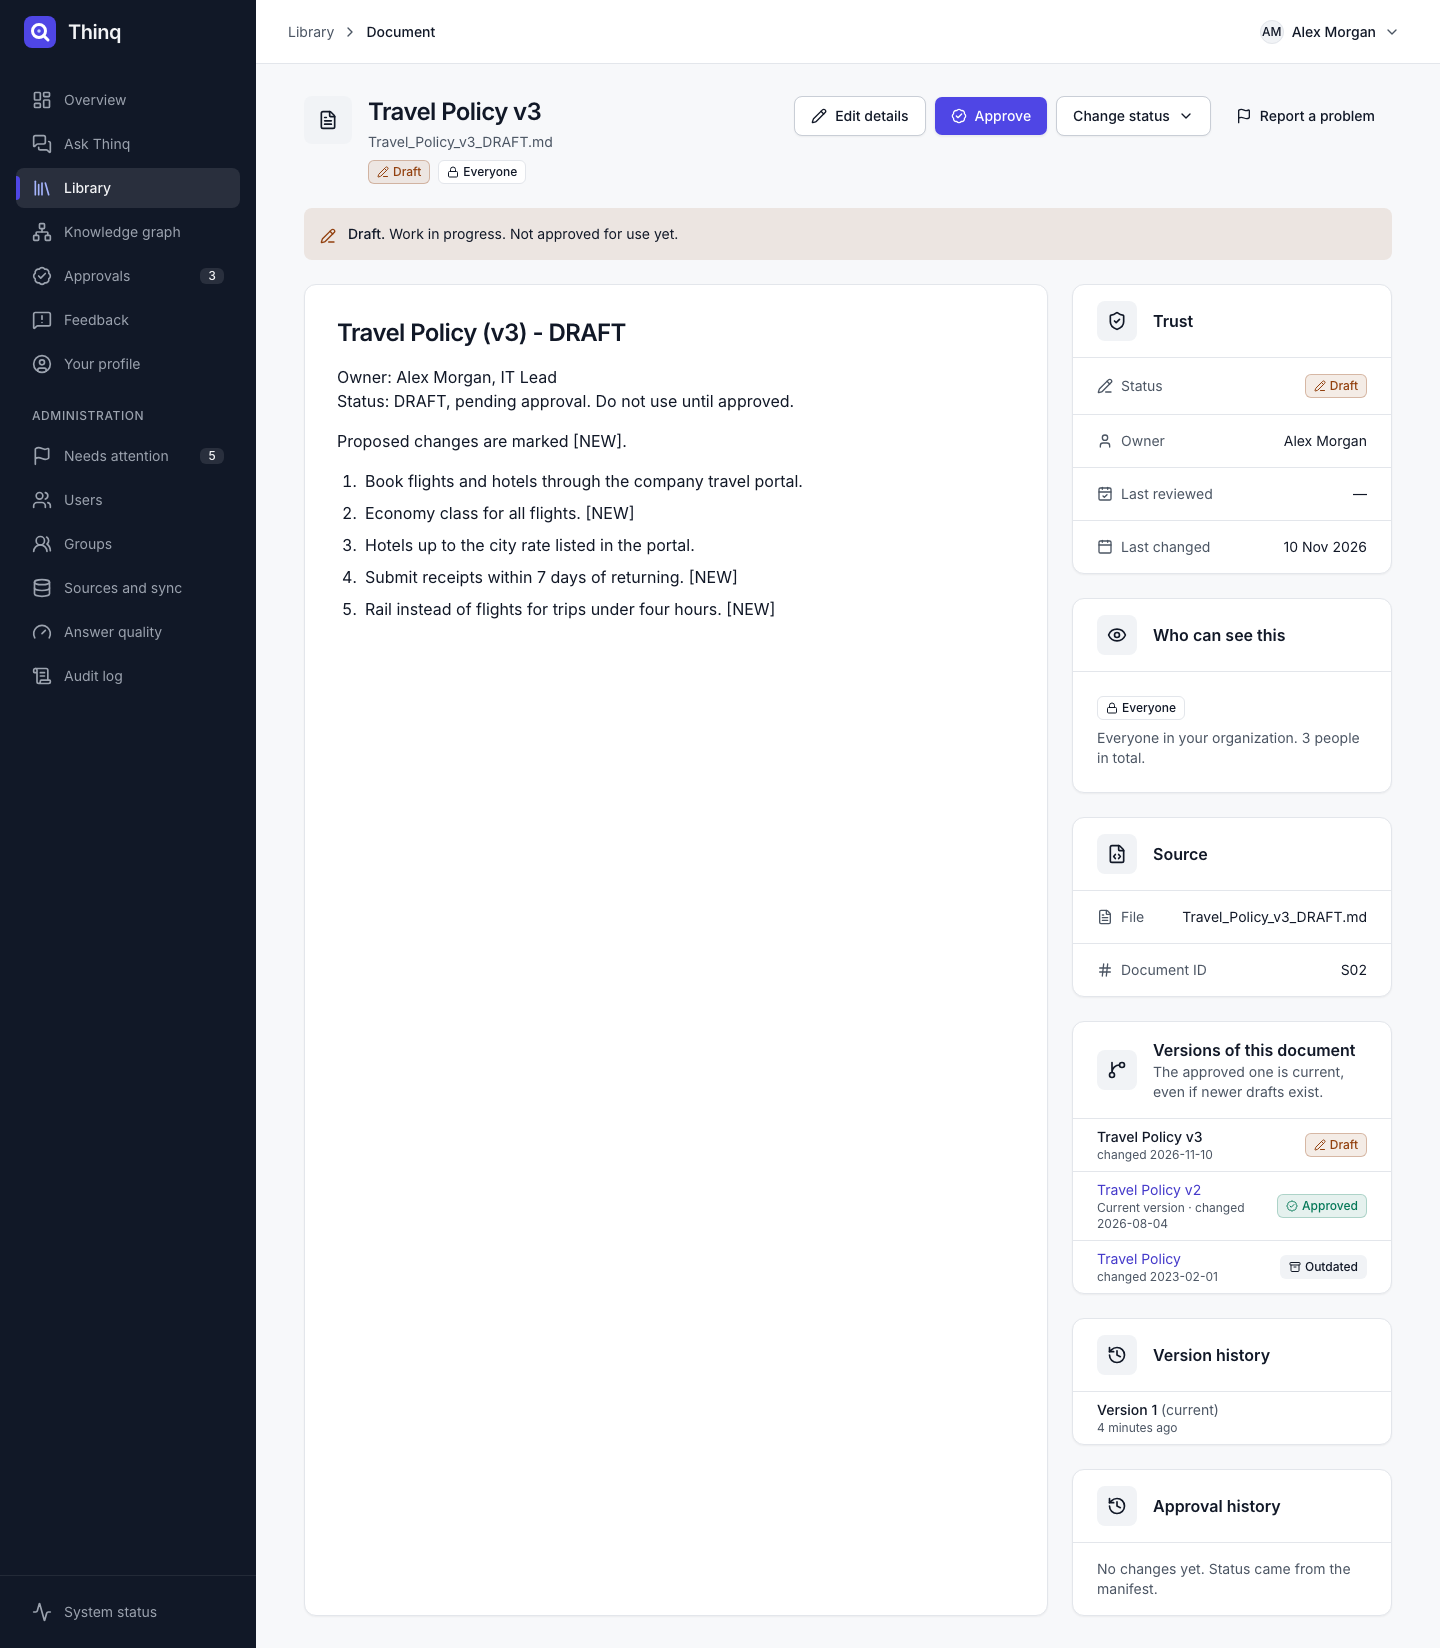 Thinq
Overview
Ask Thinq
Library
Knowledge graph
Approvals 3
Feedback
Your profile
ADMINISTRATION
Needs attention 5
Users
Groups
Sources and sync
Answer quality
Audit log
System status
Library > Document
AM Alex Morgan
Travel Policy v3
Travel_Policy_v3_DRAFT.md
Draft Everyone
Edit details
Approve
Change status
Report a problem
Draft. Work in progress. Not approved for use yet.
Travel Policy (v3) - DRAFT
Owner: Alex Morgan, IT Lead
Status: DRAFT, pending approval. Do not use until approved.
Proposed changes are marked [NEW].
1. Book flights and hotels through the company travel portal.
2. Economy class for all flights. [NEW]
3. Hotels up to the city rate listed in the portal.
4. Submit receipts within 7 days of returning. [NEW]
5. Rail instead of flights for trips under four hours. [NEW]
Trust
Status Draft
Owner Alex Morgan
Last reviewed —
Last changed 10 Nov 2026
Who can see this
Everyone
Everyone in your organization. 3 people
in total.
Source
File Travel_Policy_v3_DRAFT.md
Document ID S02
Versions of this document
The approved one is current,
even if newer drafts exist.
Travel Policy v3
changed 2026-11-10
Draft
Travel Policy v2
Current version · changed
2026-08-04
Approved
Travel Policy
changed 2023-02-01
Outdated
Version history
Version 1 (current)
4 minutes ago
Approval history
No changes yet. Status came from the
manifest.